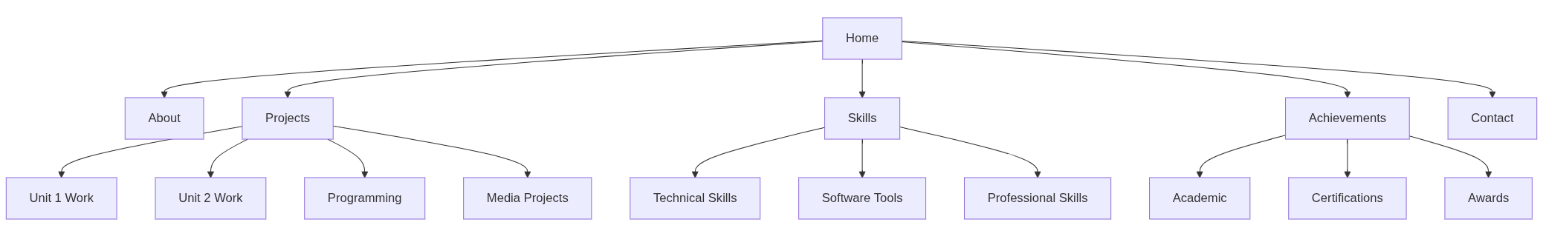 Home
About
Projects
Skills
Achievements
Contact
Unit 1 Work
Unit 2 Work
Programming
Media Projects
Technical Skills
Software Tools
Professional Skills
Academic
Certifications
Awards